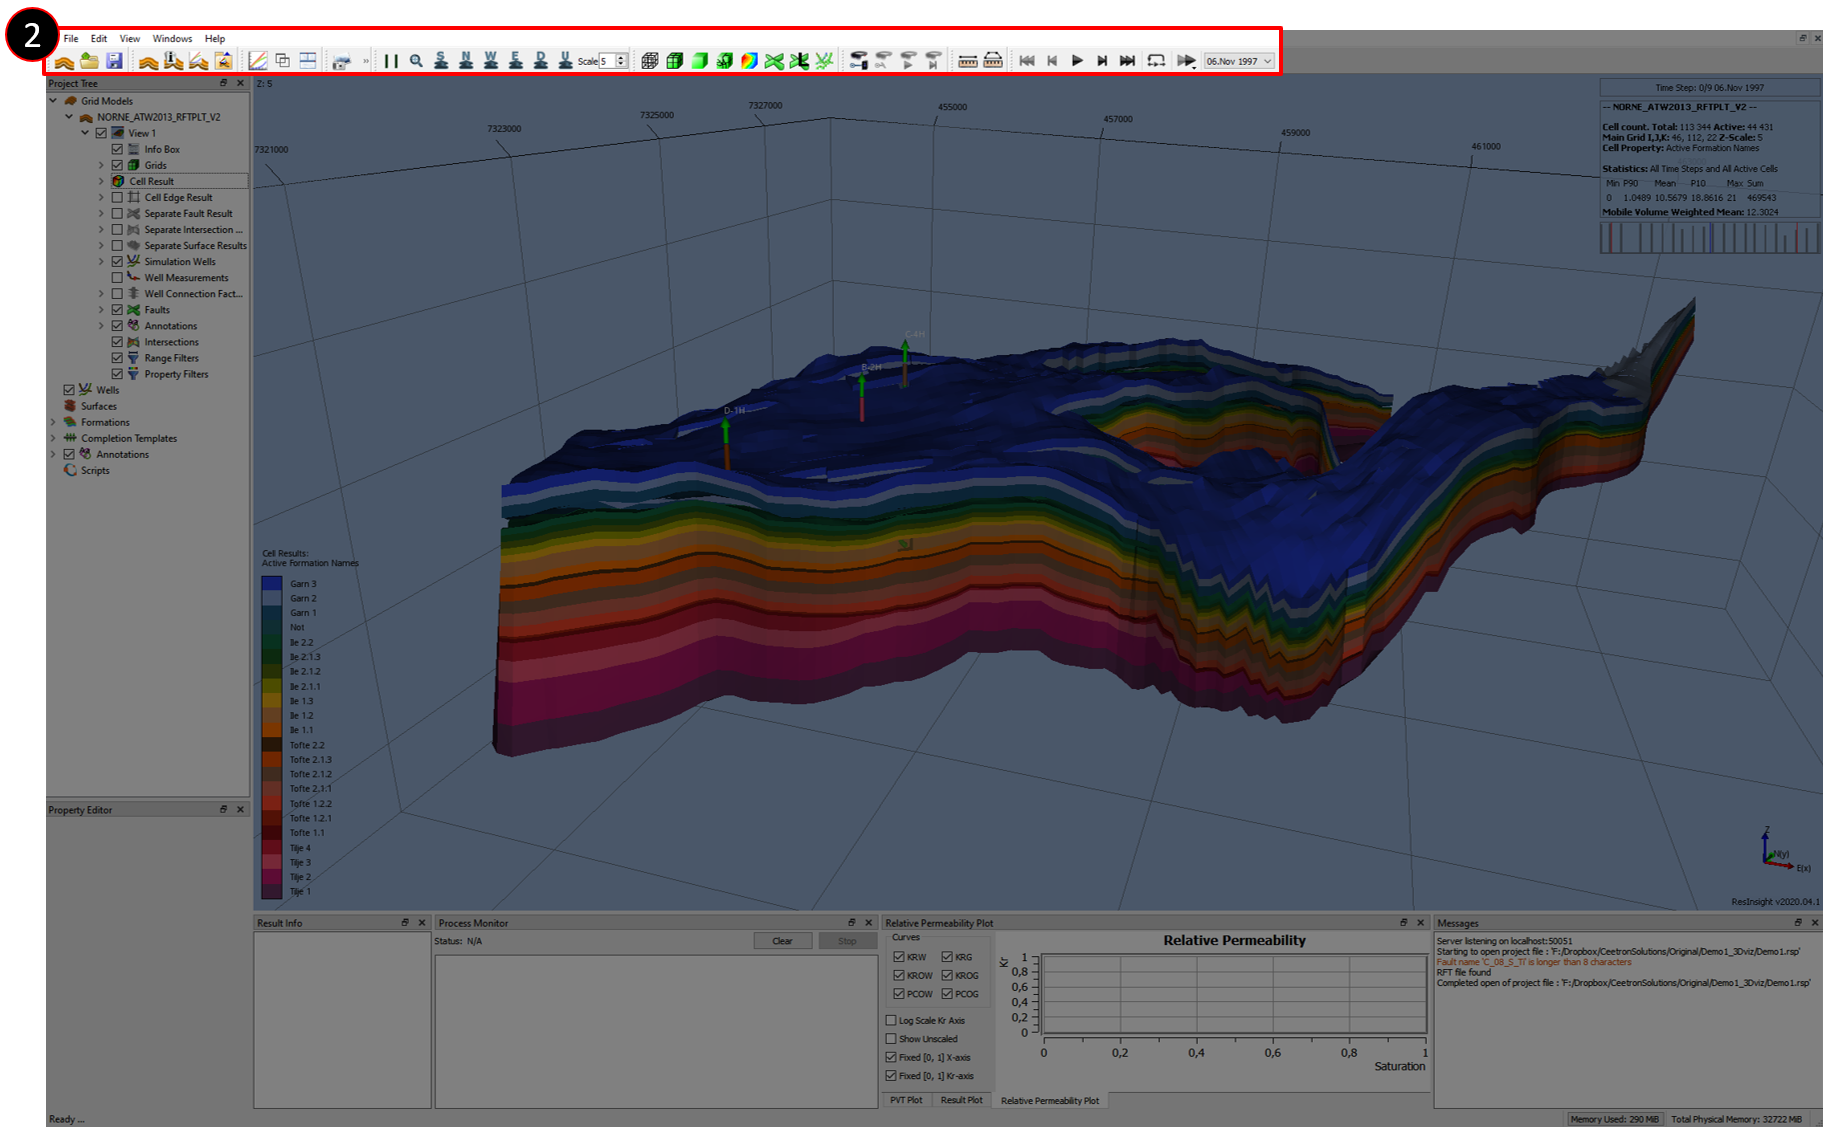 2
File Edit View Windows Help
S N W E D U Scale 5 06.Nov 1997
Project Tree
Grid Models
NORNE_ATW2013_RFTPLT_V2
View 1
Info Box
Grids
Cell Result
Cell Edge Result
Separate Fault Result
Separate Intersection ...
Separate Surface Results
Simulation Wells
Well Measurements
Well Connection Fact...
Faults
Annotations
Intersections
Range Filters
Property Filters
Wells
Surfaces
Formations
Completion Templates
Annotations
Scripts
Property Editor
Z: 5
7321000
7323000
7325000
7327000
455000
457000
459000
461000
Time Step: 0/9 06.Nov 1997
-- NORNE_ATW2013_RFTPLT_V2 --
Cell count. Total: 113 344 Active: 44 431
Main Grid I,J,K: 46, 112, 22 Z-Scale: 5
Cell Property: Active Formation Names
Statistics: All Time Steps and All Active Cells
Min P90 Mean P10 Max Sum
0 1.0489 10.5679 18.8616 21 469543
Mobile Volume Weighted Mean: 12.3024
C-4H
B-2H
D-1H
Cell Results:
Active Formation Names
Garn 3
Garn 2
Garn 1
Not
Ile 2.2
Ile 2.1.3
Ile 2.1.2
Ile 2.1.1
Ile 1.3
Ile 1.2
Ile 1.1
Tofte 2.2
Tofte 2.1.3
Tofte 2.1.2
Tofte 2.1.1
Tofte 1.2.2
Tofte 1.2.1
Tofte 1.1
Tilje 4
Tilje 3
Tilje 2
Tilje 1
Z
N(y)
E(x)
ResInsight v2020.04.1
Result Info
Process Monitor
Status: N/A
Clear
Stop
Relative Permeability Plot
Curves
KRW KRG
KROW KROG
PCOW PCOG
Log Scale Kr Axis
Show Unscaled
Fixed [0, 1] X-axis
Fixed [0, 1] Kr-axis
Relative Permeability
Kr
1
0,8
0,6
0,4
0,2
0
0 0,2 0,4 0,6 0,8 1
Saturation
PVT Plot Result Plot Relative Permeability Plot
Messages
Server listening on localhost:50051
Starting to open project file : 'F:/Dropbox/CeetronSolutions/Original/Demo1_3Dviz/Demo1.rsp'
Fault name 'C_08_S_Ti' is longer than 8 characters
RFT file found
Completed open of project file : 'F:/Dropbox/CeetronSolutions/Original/Demo1_3Dviz/Demo1.rsp'
Ready ...
Memory Used: 290 MiB Total Physical Memory: 32722 MiB